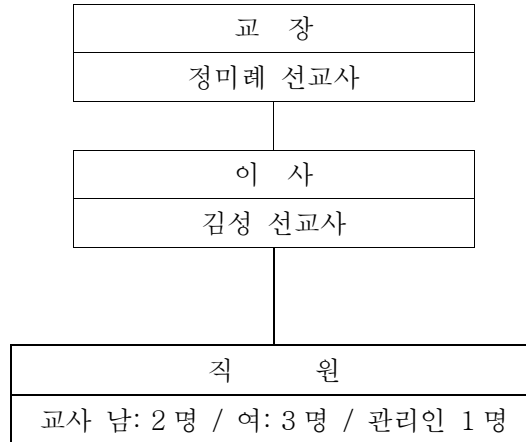 교 장
정미례 선교사
이 사
김성 선교사
직 원
교사 남: 2 명 / 여: 3 명 / 관리인 1 명